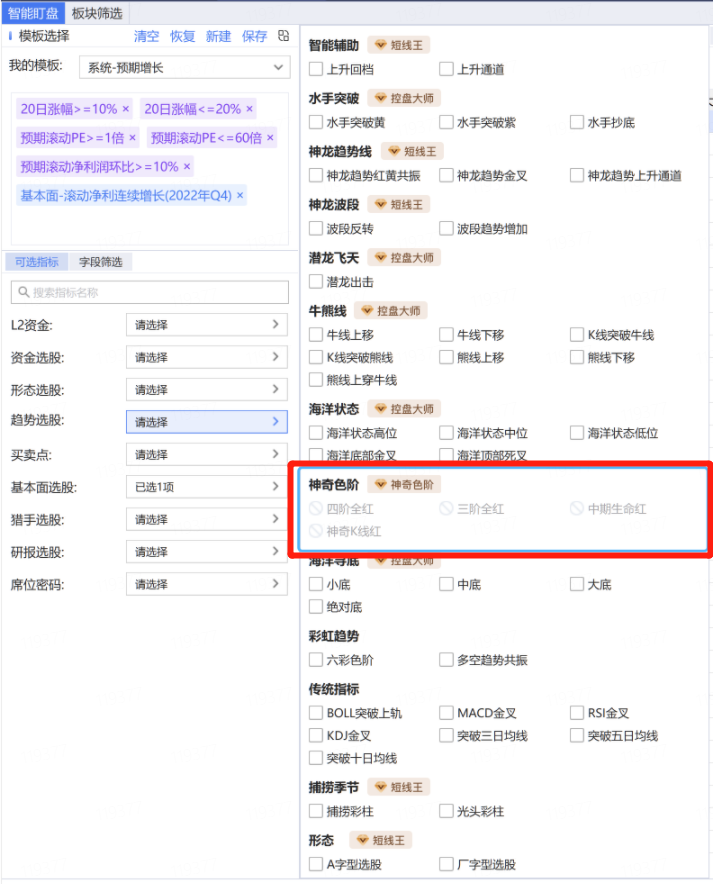 智能盯盘 板块筛选
模板选择 清空 恢复 新建 保存
我的模板: 系统-预期增长
20日涨幅>=10% × 20日涨幅<=20% ×
预期滚动PE>=1倍 × 预期滚动PE<=60倍 ×
预期滚动净利润环比>=10% ×
基本面-滚动净利连续增长(2022年Q4) ×
可选指标 字段筛选
搜索指标名称
L2资金: 请选择
资金选股: 请选择
形态选股: 请选择
趋势选股: 请选择
买卖点: 请选择
基本面选股: 已选1项
猎手选股: 请选择
研报选股: 请选择
席位密码: 请选择
智能辅助 短线王
上升回档 上升通道
水手突破 控盘大师
水手突破黄 水手突破紫 水手抄底
神龙趋势线 短线王
神龙趋势红黄共振 神龙趋势金叉 神龙趋势上升通道
神龙波段 短线王
波段反转 波段趋势增加
潜龙飞天 控盘大师
潜龙出击
牛熊线 控盘大师
牛线上移 牛线下移 K线突破牛线
K线突破熊线 熊线上移 熊线下移
熊线上穿牛线
海洋状态 控盘大师
海洋状态高位 海洋状态中位 海洋状态低位
海洋底部金叉 海洋顶部死叉
神奇色阶 神奇色阶
四阶全红 三阶全红 中期生命红
神奇K线红
海洋寻底 控盘大师
小底 中底 大底
绝对底
彩虹趋势
六彩色阶 多空趋势共振
传统指标
BOLL突破上轨 MACD金叉 RSI金叉
KDJ金叉 突破三日均线 突破五日均线
突破十日均线
捕捞季节 短线王
捕捞彩柱 光头彩柱
形态 短线王
A字型选股 厂字型选股